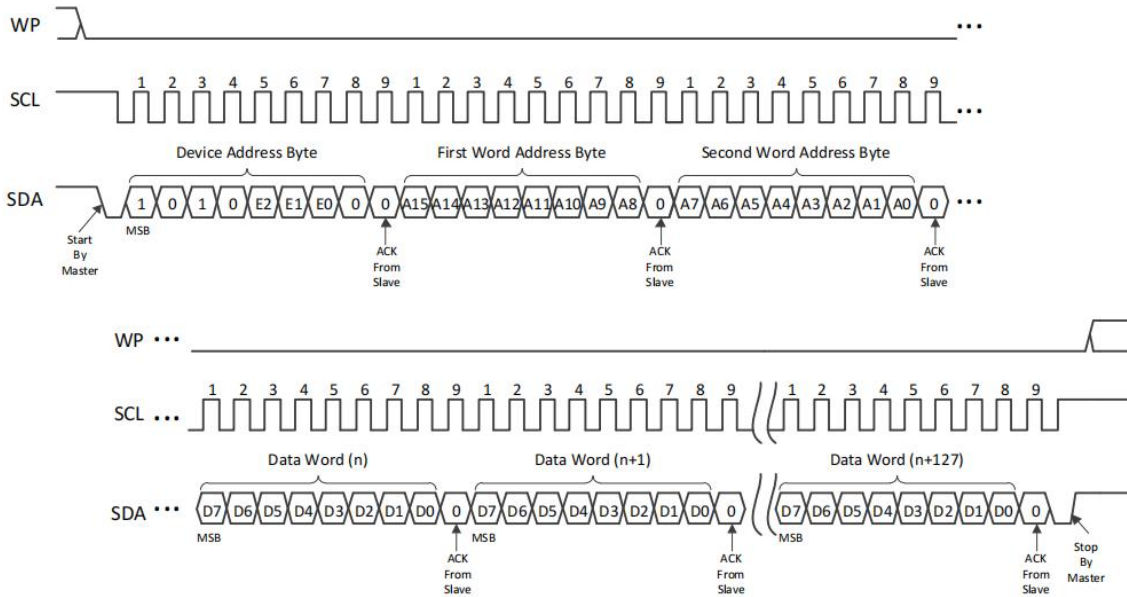 WP ...
SCL 1 2 3 4 5 6 7 8 9 1 2 3 4 5 6 7 8 9 1 2 3 4 5 6 7 8 9 ...
Device Address Byte First Word Address Byte Second Word Address Byte
SDA 1 0 1 0 E2 E1 E0 0 0 A15 A14 A13 A12 A11 A10 A9 A8 0 A7 A6 A5 A4 A3 A2 A1 A0 0 ...
MSB
Start By Master
ACK From Slave
ACK From Slave
ACK From Slave
WP ...
SCL ... 1 2 3 4 5 6 7 8 9 1 2 3 4 5 6 7 8 9 1 2 3 4 5 6 7 8 9
Data Word (n) Data Word (n+1) Data Word (n+127)
SDA ... D7 D6 D5 D4 D3 D2 D1 D0 0 D7 D6 D5 D4 D3 D2 D1 D0 0 D7 D6 D5 D4 D3 D2 D1 D0 0
MSB MSB MSB
ACK From Slave
ACK From Slave
ACK From Slave
Stop By Master